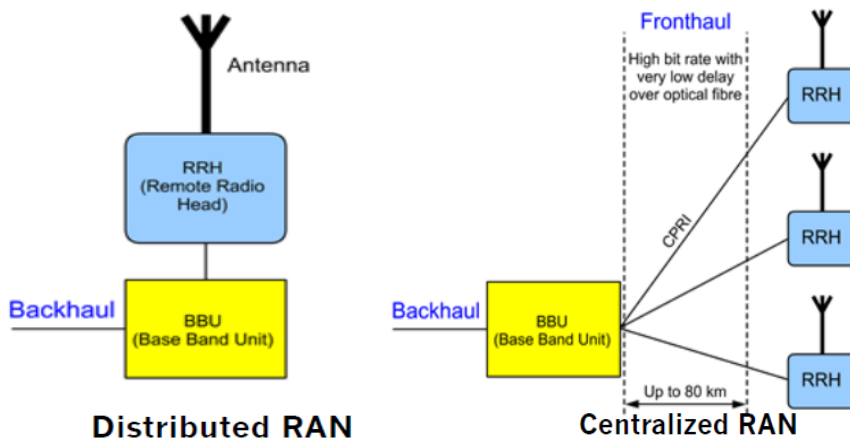 Antenna
RRH
(Remote Radio
Head)
Backhaul
BBU
(Base Band Unit)
Distributed RAN
Fronthaul
High bit rate with
very low delay
over optical fibre
RRH
CPRI
RRH
Backhaul
BBU
(Base Band Unit)
RRH
Up to 80 km
Centralized RAN